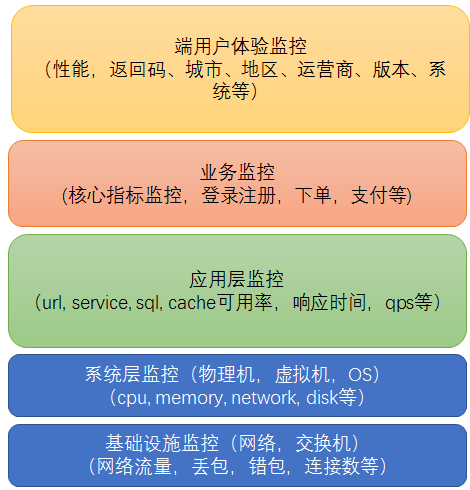 端用户体验监控
（性能，返回码、城市、地区、运营商、版本、系
统等）
业务监控
(核心指标监控，登录注册，下单，支付等)
应用层监控
（url, service, sql, cache可用率，响应时间，qps等）
系统层监控（物理机，虚拟机，OS）
（cpu, memory, network, disk等）
基础设施监控（网络，交换机）
（网络流量，丢包，错包，连接数等）